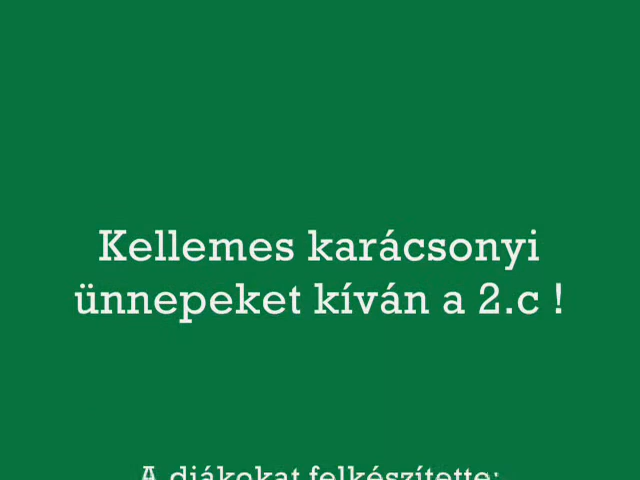 Kellemes karácsonyi
ünnepeket kíván a 2.c !
A diákokat felkészítette: